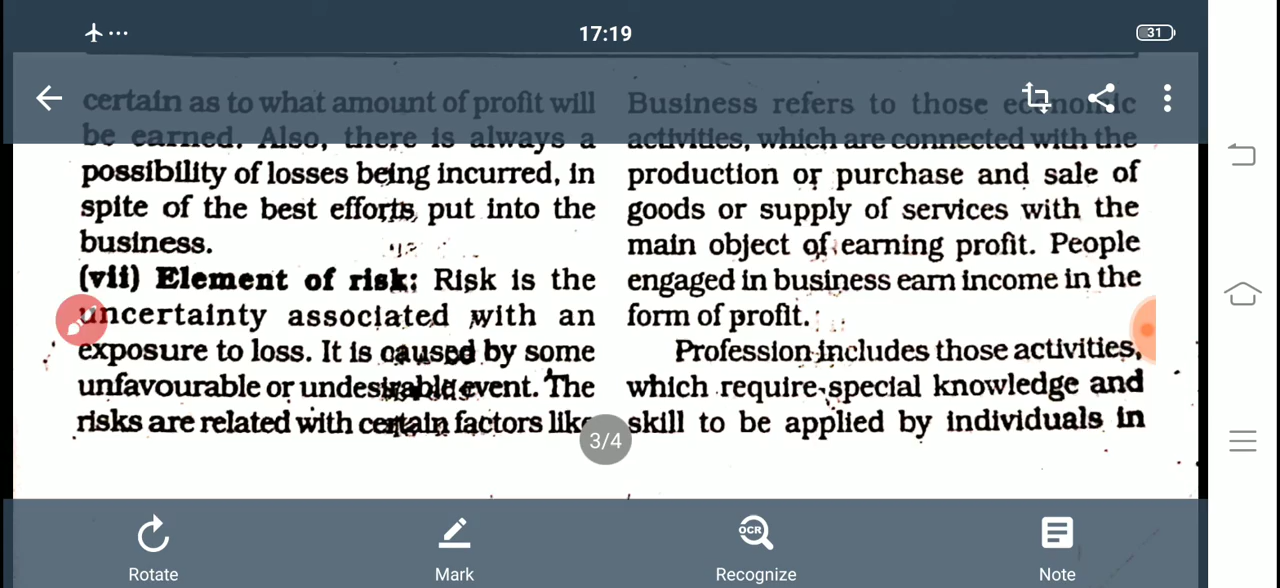 17:19
31
certain as to what amount of profit will
be earned. Also, there is always a
possibility of losses being incurred, in
spite of the best efforts put into the
business.
(vii) Element of risk: Risk is the
uncertainty associated with an
exposure to loss. It is caused by some
unfavourable or undesirable event. The
risks are related with certain factors like
Business refers to those economic
activities, which are connected with the
production or purchase and sale of
goods or supply of services with the
main object of earning profit. People
engaged in business earn income in the
form of profit.
Profession includes those activities,
which require special knowledge and
skill to be applied by individuals in
3/4
Rotate
Mark
OCR
Recognize
Note